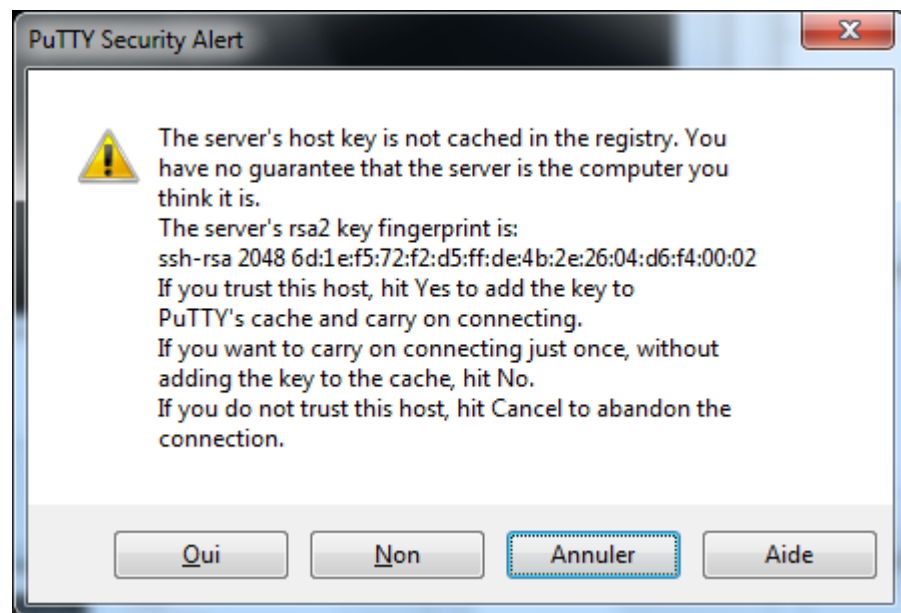 PuTTY Security Alert
The server's host key is not cached in the registry. You
have no guarantee that the server is the computer you
think it is.
The server's rsa2 key fingerprint is:
ssh-rsa 2048 6d:1e:f5:72:f2:d5:ff:de:4b:2e:26:04:d6:f4:00:02
If you trust this host, hit Yes to add the key to
PuTTY's cache and carry on connecting.
If you want to carry on connecting just once, without
adding the key to the cache, hit No.
If you do not trust this host, hit Cancel to abandon the
connection.
Oui Non Annuler Aide